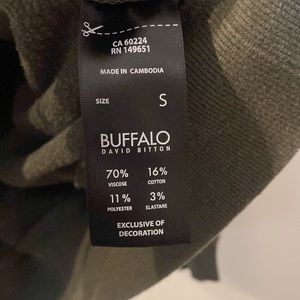 CA 60224
RN 149651
MADE IN CAMBODIA
SIZE S
BUFFALO
DAVID BITTON
70% 16%
VISCOSE COTTON
11% 3%
POLYESTER ELASTANE
EXCLUSIVE OF
DECORATION